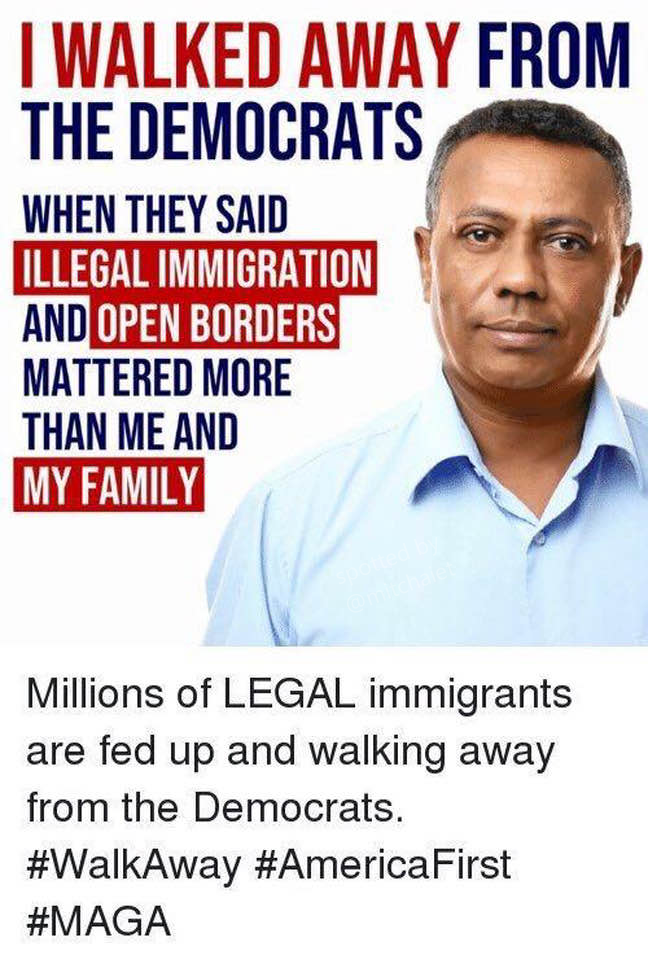 I WALKED AWAY FROM
THE DEMOCRATS
WHEN THEY SAID
ILLEGAL IMMIGRATION
AND OPEN BORDERS
MATTERED MORE
THAN ME AND
MY FAMILY
Millions of LEGAL immigrants
are fed up and walking away
from the Democrats.
#WalkAway #AmericaFirst
#MAGA